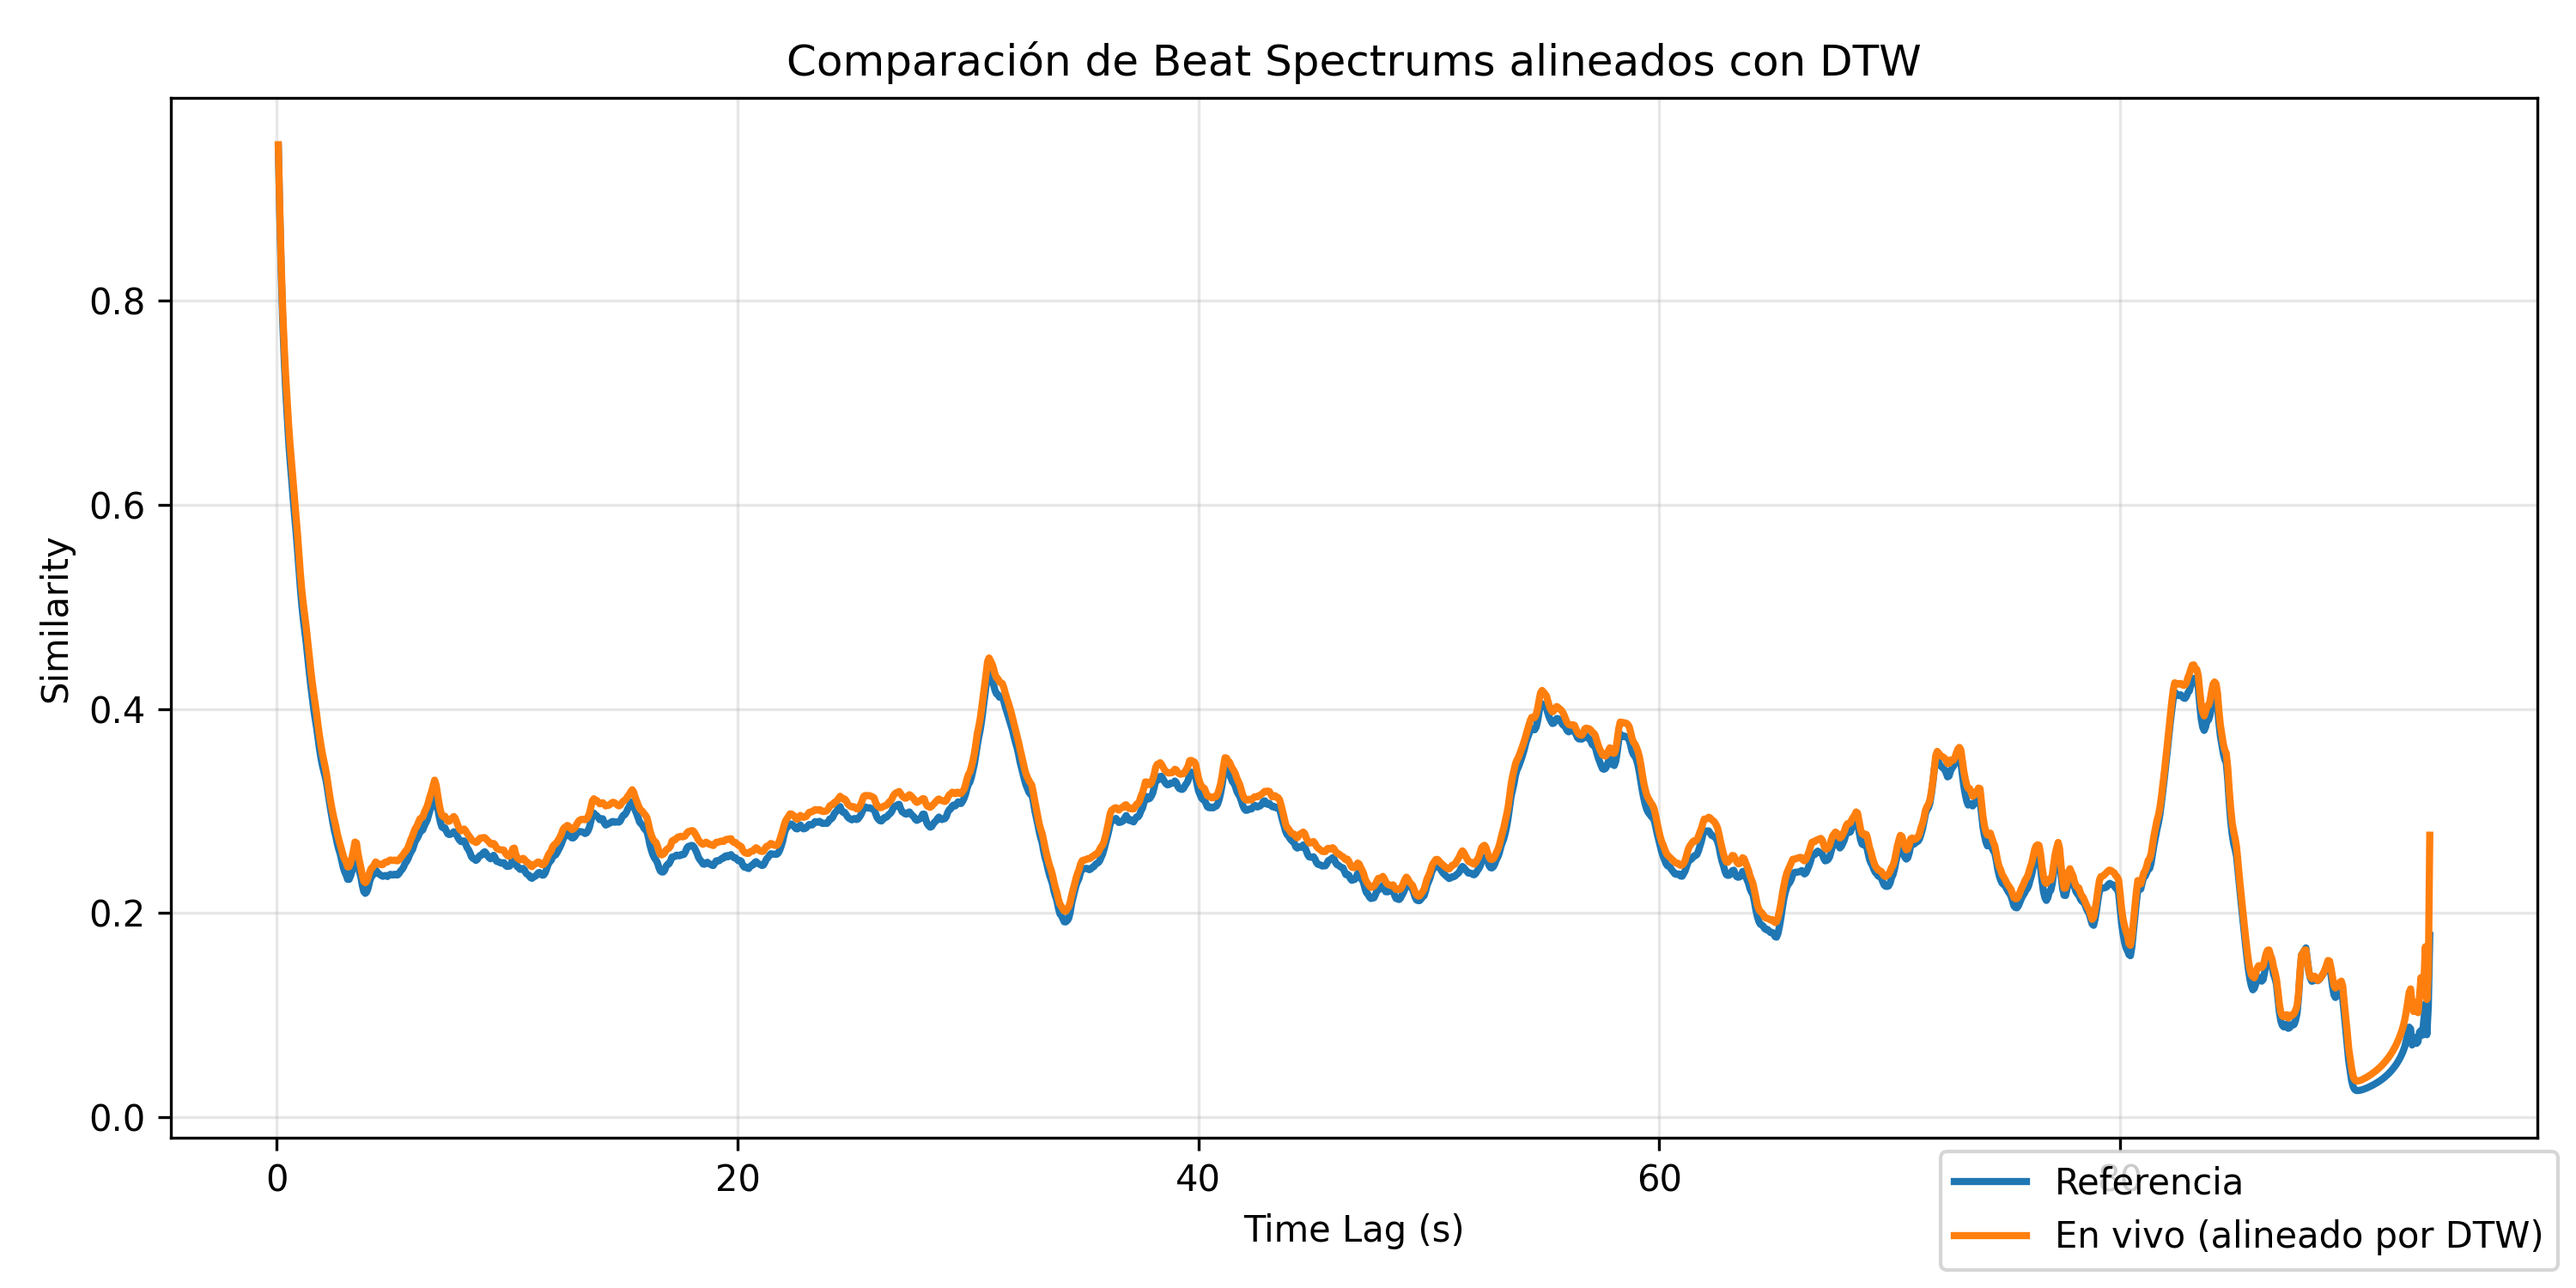 Comparación de Beat Spectrums alineados con DTW
Similarity
0.8
0.6
0.4
0.2
0.0
0 20 40 60 80
Time Lag (s)
Referencia
En vivo (alineado por DTW)